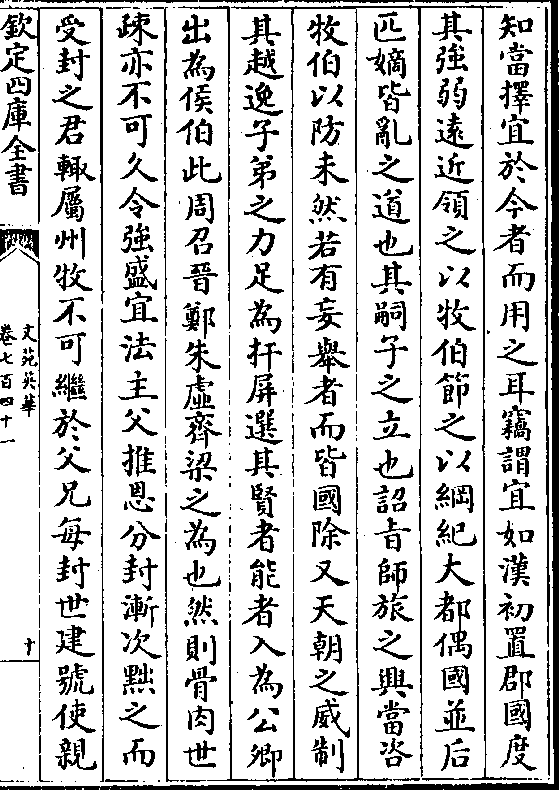 知當擇宜於今者而用之耳竊謂宜如漢初置郡國度
其強弱遠近領之以牧伯節之以綱紀大都偶國並后
匹嫡皆亂之道也其嗣子之立也詔旨師旅之興當咨
牧伯以防未然若有妄舉者而皆國除又天朝之威制
其越逸子弟之力足為扞屏選其賢者能者入為公卿
出為侯伯此周召晉鄭朱虛齊梁之為也然則骨肉世
疎亦不可久令強盛宜法主父推恩分封漸次黜之而
受封之君輙屬州牧不可繼於父兄每封世建號使親
欽定四庫全書
文苑英華
卷七百四十一
十